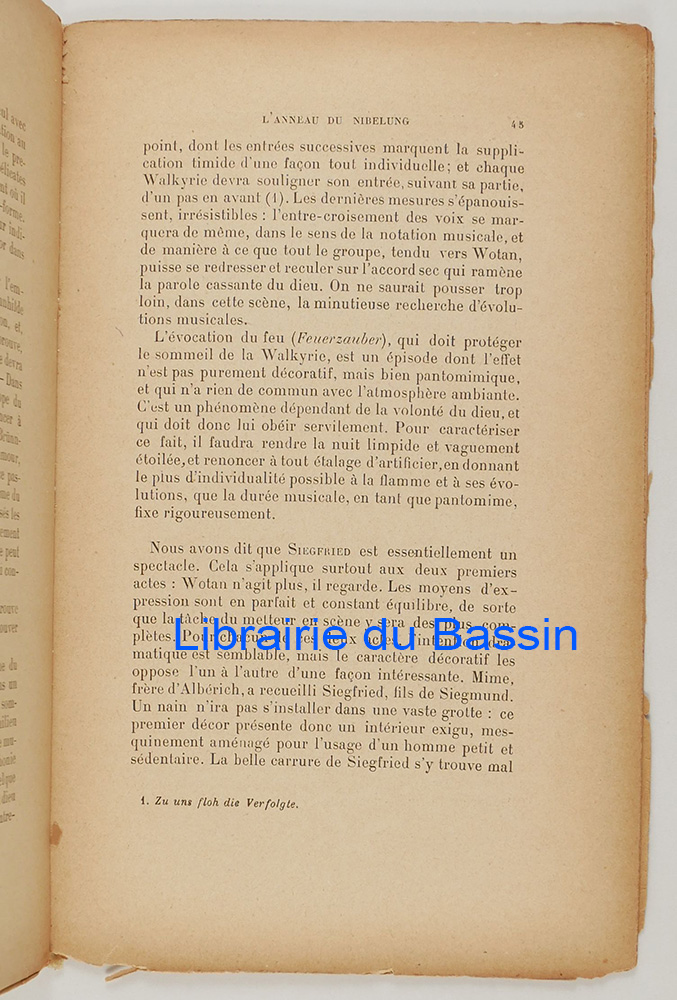 L'ANNEAU DU NIBELUNG 45
point, dont les entrées successives marquent la suppli-
cation timide d'une façon tout individuelle; et chaque
Walkyrie devra souligner son entrée, suivant sa partie,
d'un pas en avant (1). Les dernières mesures s'épanouis-
sent, irrésistibles : l'entre-croisement des voix se mar-
quera de même, dans le sens de la notation musicale, et
de manière à ce que tout le groupe, tendu vers Wotan,
puisse se redresser et reculer sur l'accord sec qui ramène
la parole cassante du dieu. On ne saurait pousser trop
loin, dans cette scène, la minutieuse recherche d'évolu-
tions musicales.
L'évocation du feu (Feuerzauber), qui doit protéger
le sommeil de la Walkyrie, est un épisode dont l'effet
n'est pas purement décoratif, mais bien pantomimique,
et qui n'a rien de commun avec l'atmosphère ambiante.
C'est un phénomène dépendant de la volonté du dieu, et
qui doit donc lui obéir servilement. Pour caractériser
ce fait, il faudra rendre la nuit limpide et vaguement
étoilée, et renoncer à tout étalage d'artificier, en donnant
le plus d'individualité possible à la flamme et à ses évo-
lutions, que la durée musicale, en tant que pantomime,
fixe rigoureusement.
Nous avons dit que SIEGFRIED est essentiellement un
spectacle. Cela s'applique surtout aux deux premiers
actes : Wotan n'agit plus, il regarde. Les moyens d'ex-
pression sont en parfait et constant équilibre, de sorte
que la tâche du metteur en scène y sera des plus com-
plètes. Pour chacun de ces deux actes l'intention dra-
Librairie du Bassin
matique est semblable, mais le caractère décoratif les
oppose l'un à l'autre d'une façon intéressante. Mime,
frère d'Albérich, a recueilli Siegfried, fils de Siegmund.
Un nain n'ira pas s'installer dans une vaste grotte : ce
premier décor présente donc un intérieur exigu, mes-
quinement aménagé pour l'usage d'un homme petit et
sédentaire. La belle carrure de Siegfried s'y trouve mal
1. Zu uns floh die Verfolgte.